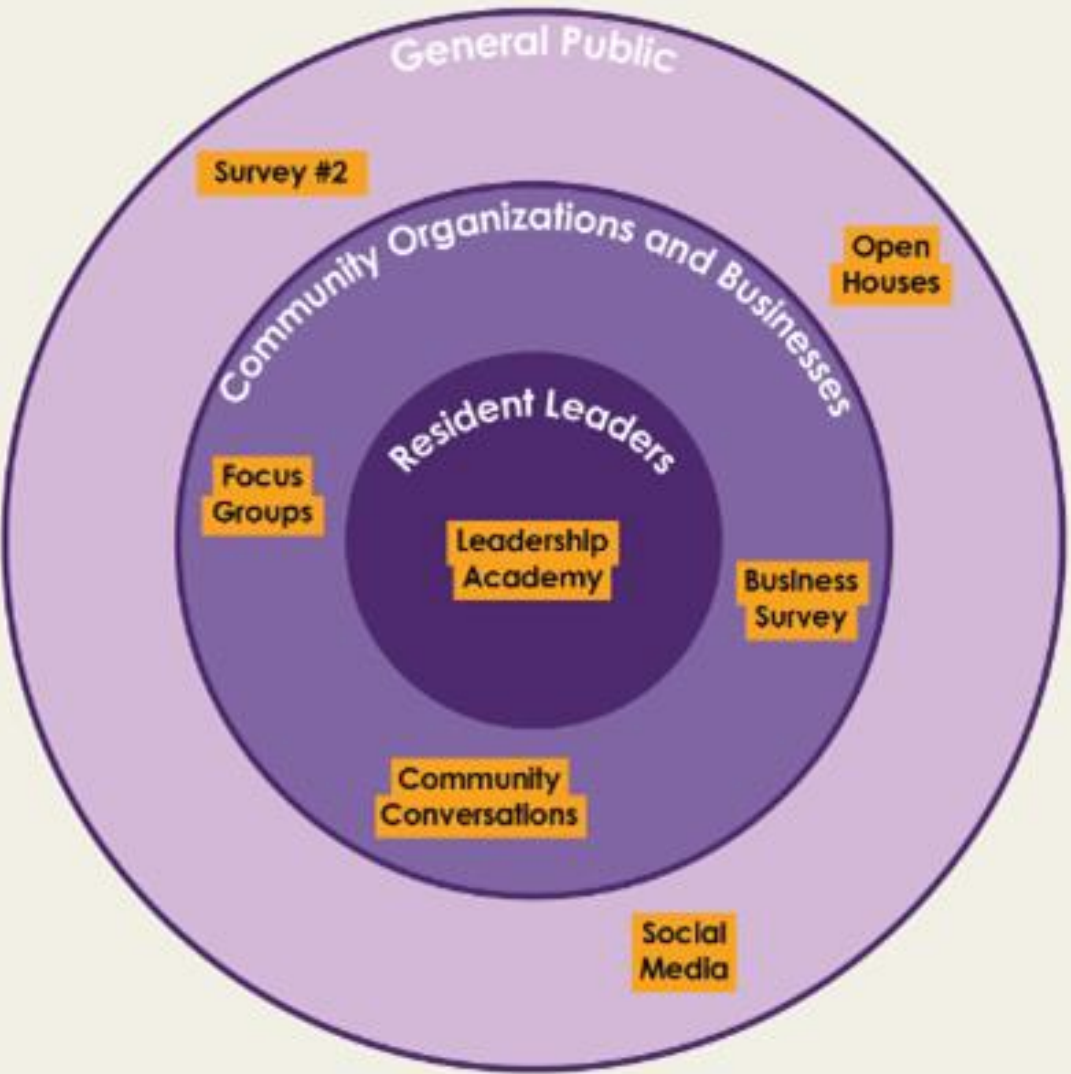 General Public
Survey #2
Community Organizations and Businesses
Open
Houses
Resident Leaders
Focus
Groups
Leadership
Academy
Business
Survey
Community
Conversations
Social
Media